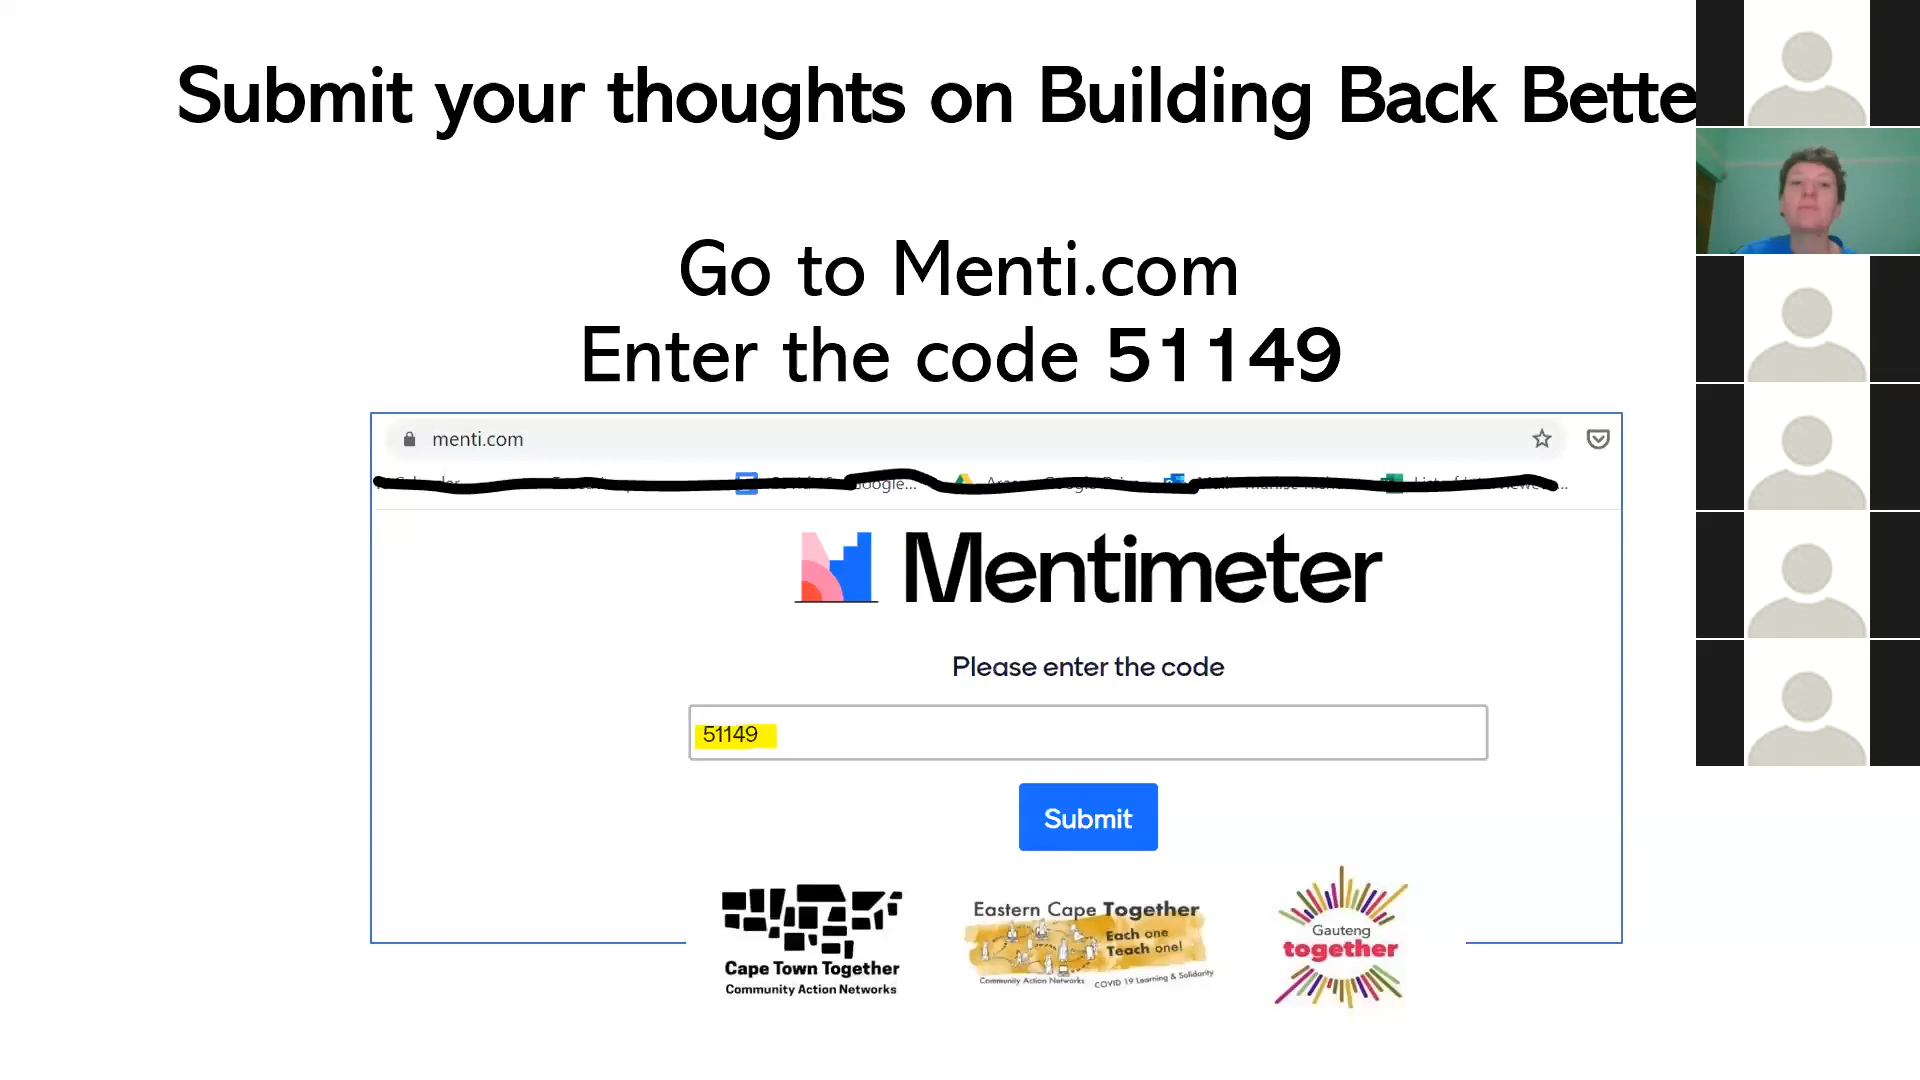 Submit your thoughts on Building Back Bette
Go to Menti.com
Enter the code 51149
menti.com
Mentimeter
Please enter the code
51149
Submit
Cape Town Together
Community Action Networks
Eastern Cape Together
Each one
Teach one!
Community Action Networks COVID 19 Learning & Solidarity
Gauteng
together